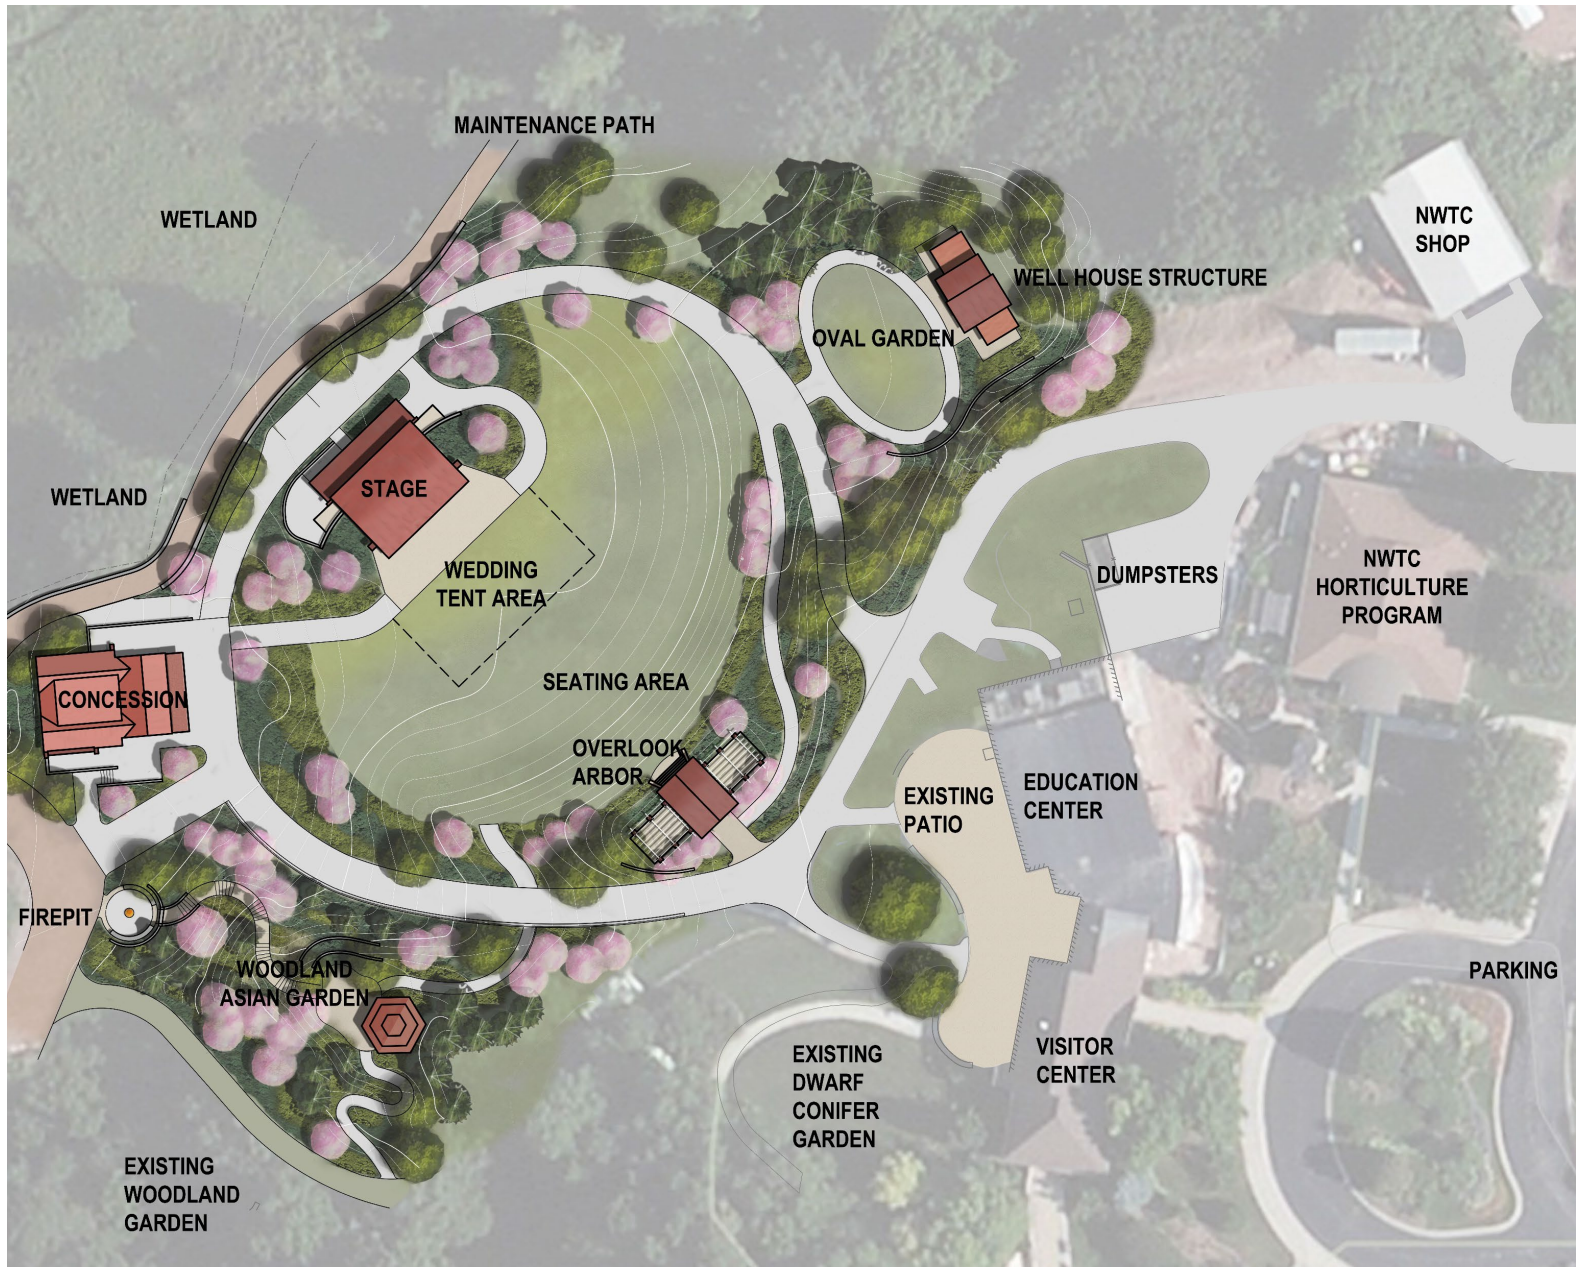 MAINTENANCE PATH
WETLAND
NWTC
SHOP
WELL HOUSE STRUCTURE
OVAL GARDEN
STAGE
WETLAND
WEDDING
TENT AREA
DUMPSTERS
NWTC
HORTICULTURE
PROGRAM
CONCESSION
SEATING AREA
OVERLOOK
ARBOR
EXISTING
PATIO
EDUCATION
CENTER
FIREPIT
WOODLAND
ASIAN GARDEN
PARKING
EXISTING
DWARF
CONIFER
GARDEN
VISITOR
CENTER
EXISTING
WOODLAND
GARDEN